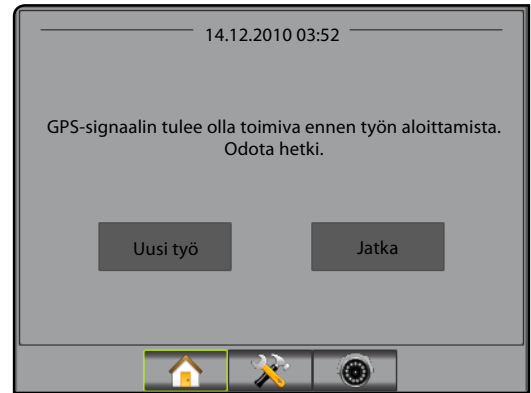 14.12.2010 03:52
GPS-signaalin tulee olla toimiva ennen työn aloittamista.
Odota hetki.
Uusi työ
Jatka